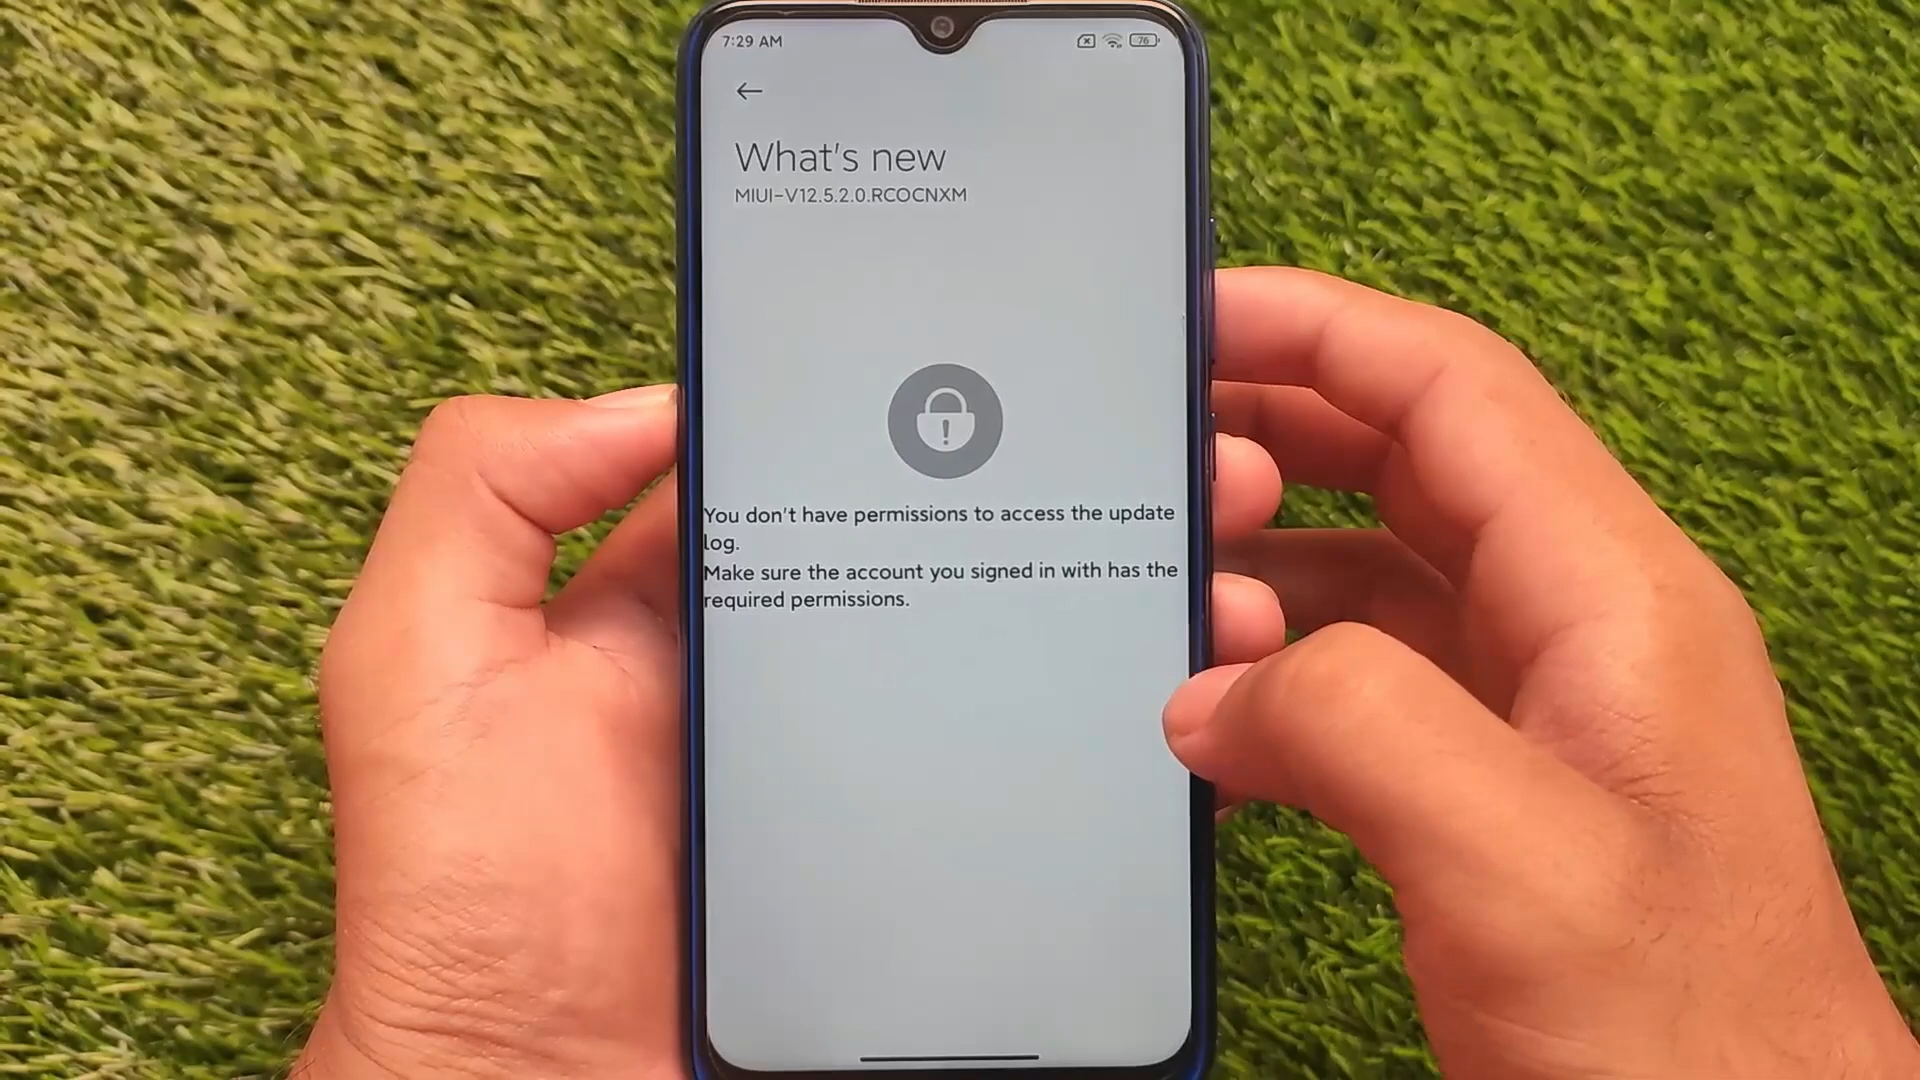 7:29 AM
76
What's new
MIUI-V12.5.2.0.RCOCNXM
You don't have permissions to access the update
log.
Make sure the account you signed in with has the
required permissions.